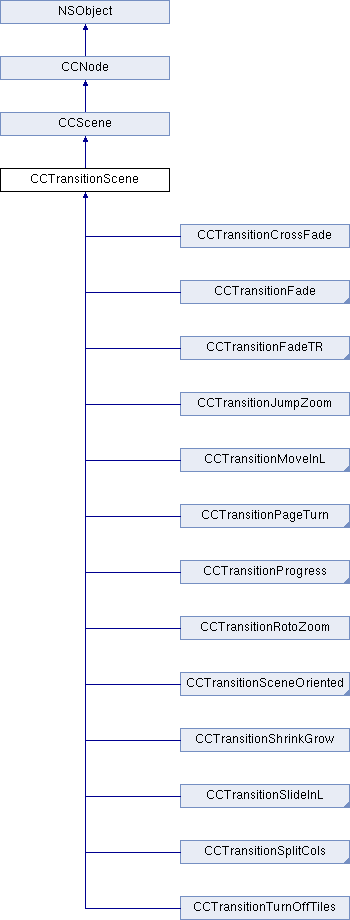 NSObject
CCNode
CCScene
CCTransitionScene
CCTransitionCrossFade
CCTransitionFade
CCTransitionFadeTR
CCTransitionJumpZoom
CCTransitionMoveInL
CCTransitionPageTurn
CCTransitionProgress
CCTransitionRotoZoom
CCTransitionSceneOriented
CCTransitionShrinkGrow
CCTransitionSlideInL
CCTransitionSplitCols
CCTransitionTurnOffTiles